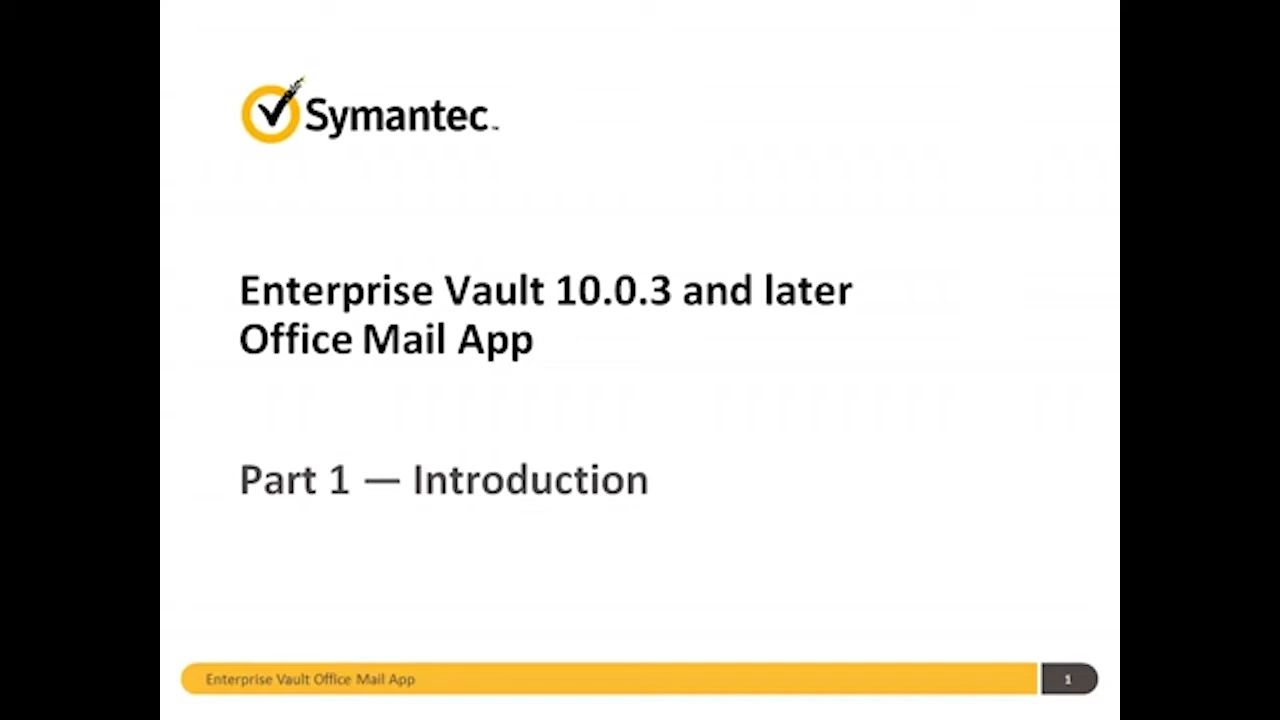 Symantec™
Enterprise Vault 10.0.3 and later
Office Mail App
Part 1 — Introduction
Enterprise Vault Office Mail App
1